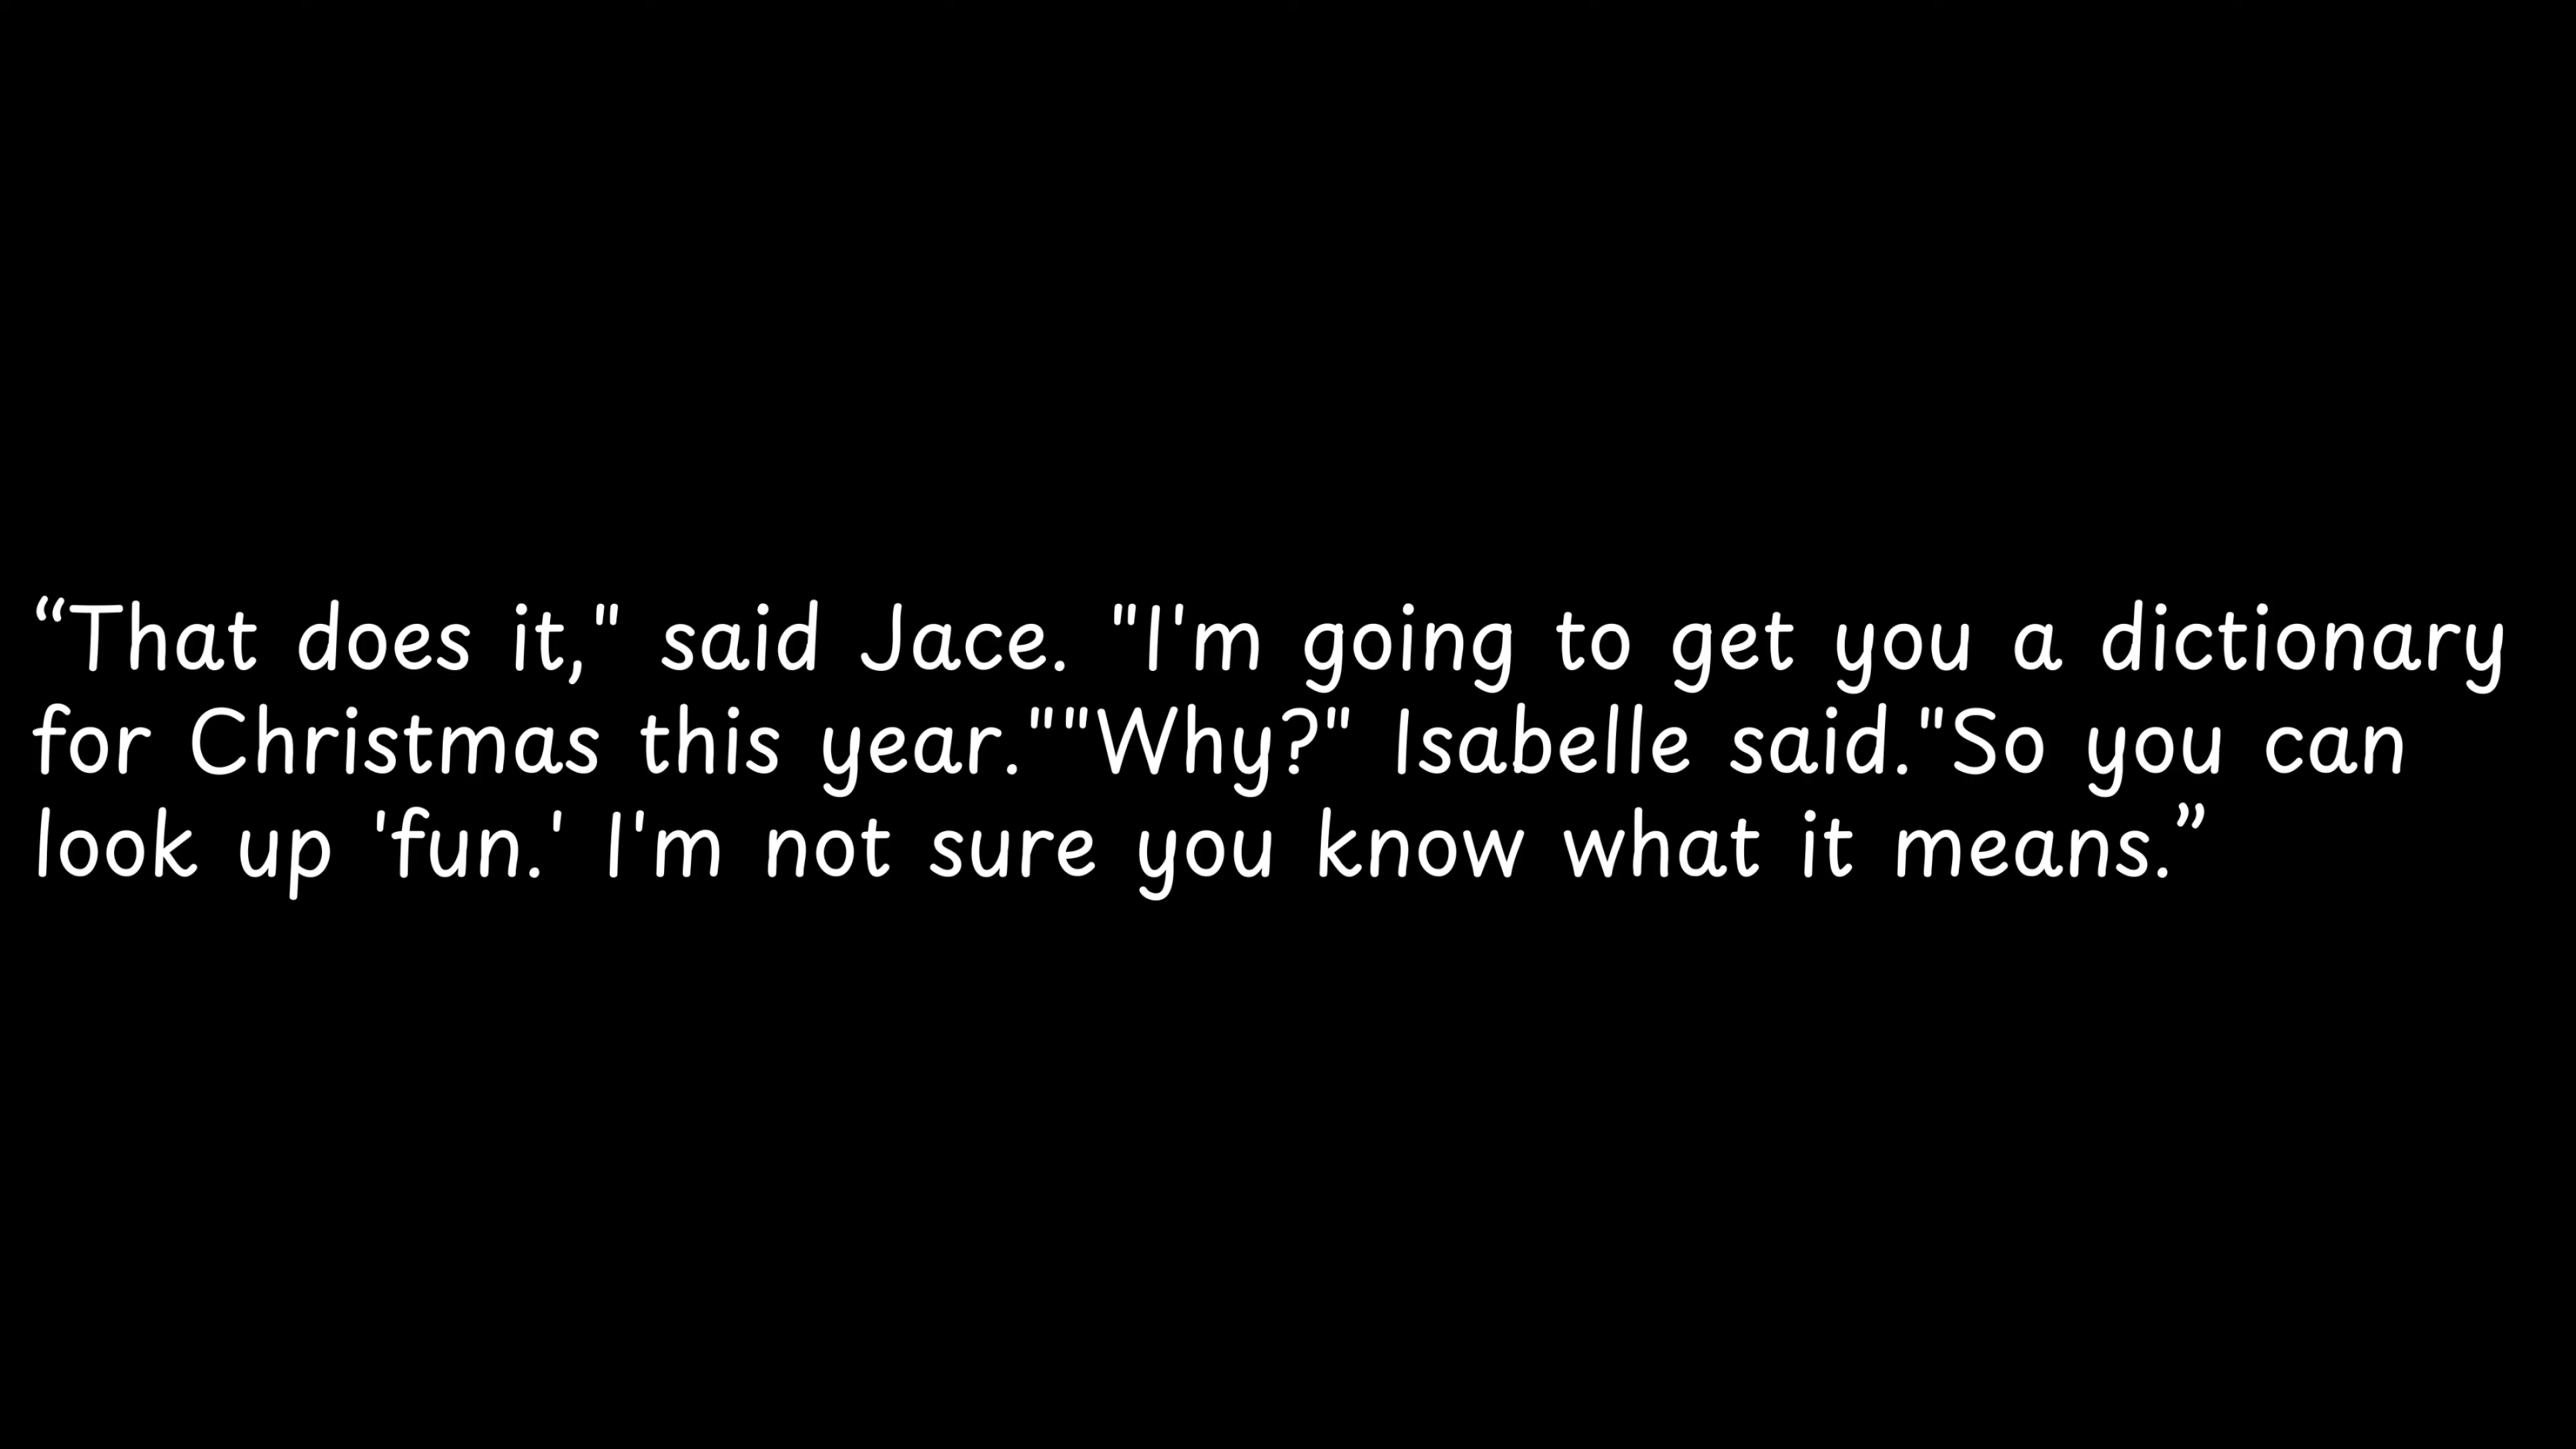 “That does it," said Jace. "I'm going to get you a dictionary
for Christmas this year.""Why?" Isabelle said."So you can
look up 'fun.' I'm not sure you know what it means.”